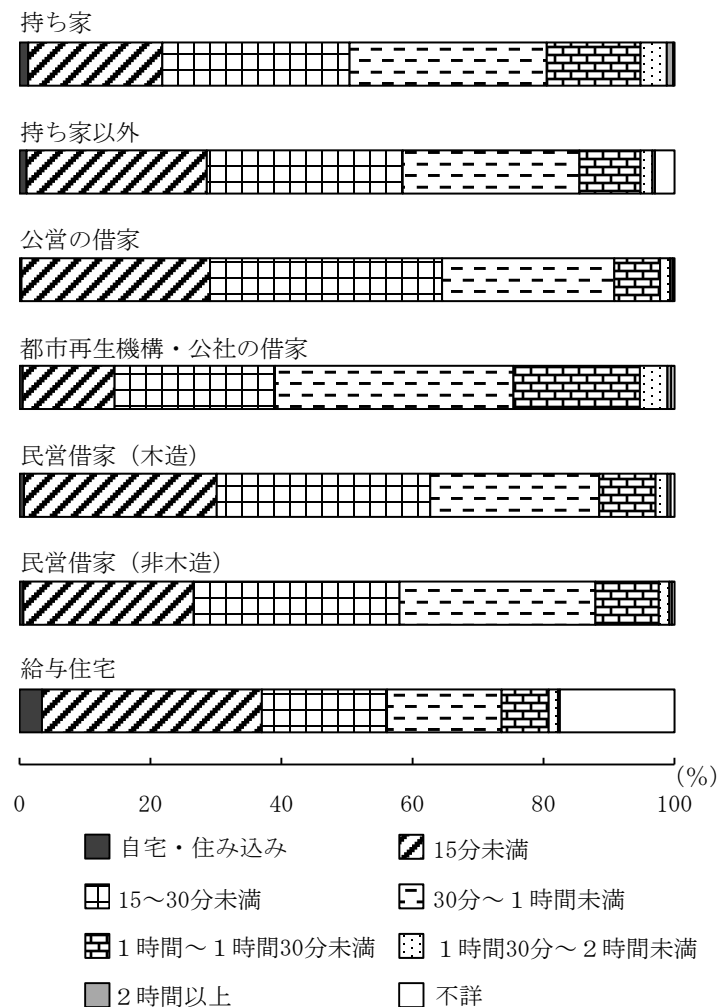 持ち家
持ち家以外
公営の借家
都市再生機構・公社の借家
民営借家（木造）
民営借家（非木造）
給与住宅
(%)
0 20 40 60 80 100
自宅・住み込み 15分未満
15～30分未満 30分～１時間未満
１時間～１時間30分未満 １時間30分～２時間未満
２時間以上 不詳